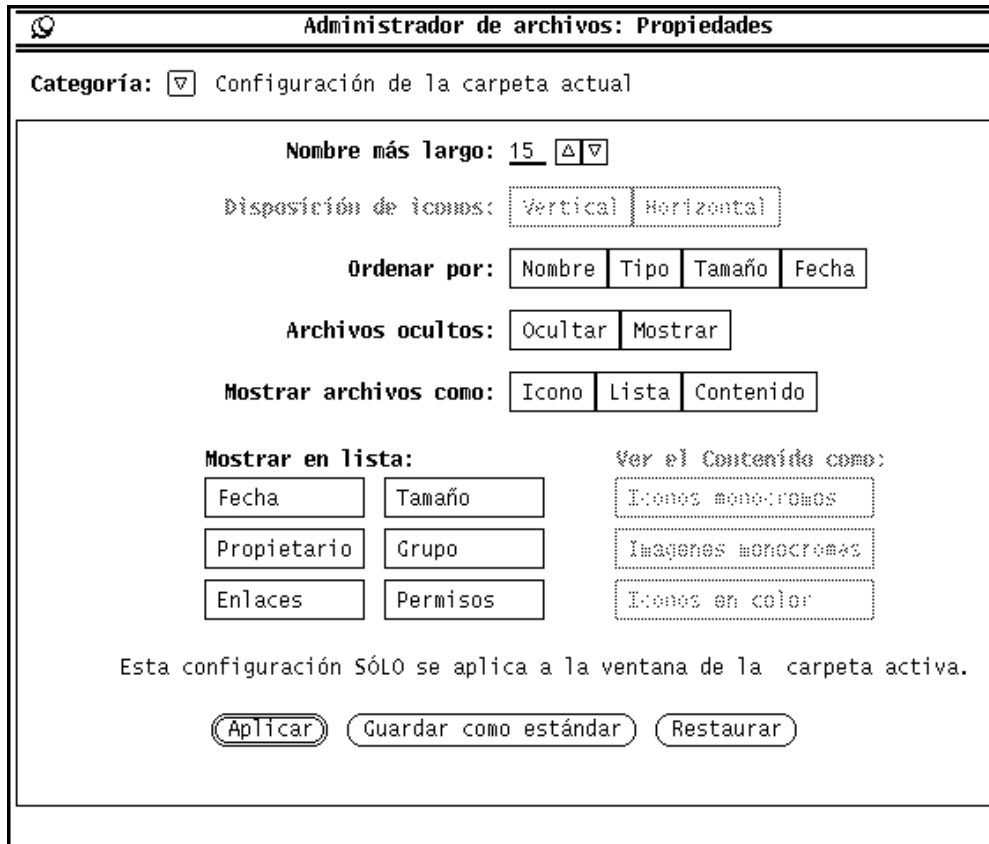 Administrador de archivos: Propiedades
Categoría: Configuración de la carpeta actual
Nombre más largo: 15
Disposición de iconos: Vertical Horizontal
Ordenar por: Nombre Tipo Tamaño Fecha
Archivos ocultos: Ocultar Mostrar
Mostrar archivos como: Icono Lista Contenido
Mostrar en lista: Ver el Contenido como:
Fecha Tamaño Iconos monocromos
Propietario Grupo Imagenes monocromas
Enlaces Permisos Iconos en color
Esta configuración SÓLO se aplica a la ventana de la carpeta activa.
Aplicar Guardar como estándar Restaurar